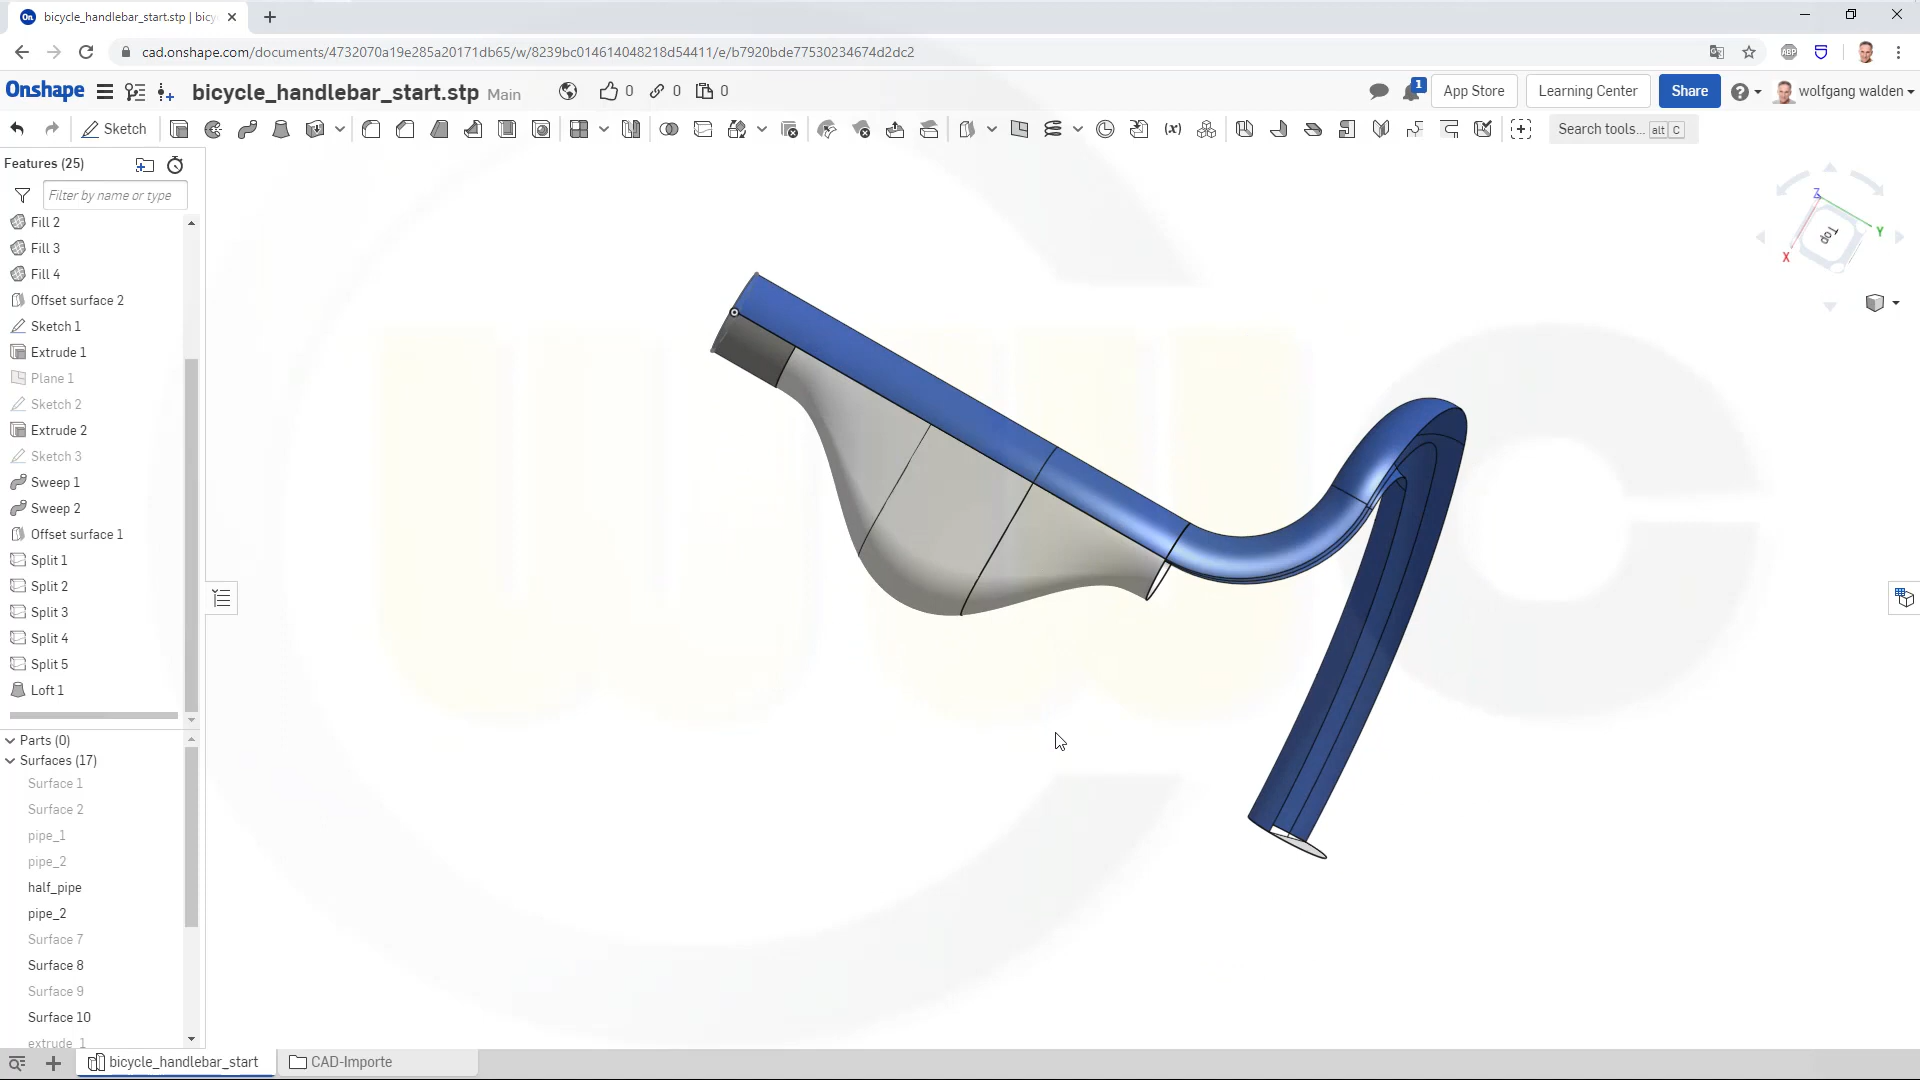 bicycle_handlebar_start.stp | bicy
cad.onshape.com/documents/4732070a19e285a20171db65/w/8239bc014614048218d54411/e/b7920bde77530234674d2dc2
ABP
Onshape bicycle_handlebar_start.stp Main 0 0 0 1 App Store Learning Center Share wolfgang walden
Sketch (x) Search tools... alt C
Features (25)
Filter by name or type
Fill 2
Fill 3
Fill 4
Offset surface 2
Sketch 1
Extrude 1
Plane 1
Sketch 2
Extrude 2
Sketch 3
Sweep 1
Sweep 2
Offset surface 1
Split 1
Split 2
Split 3
Split 4
Split 5
Loft 1
Parts (0)
Surfaces (17)
Surface 1
Surface 2
pipe_1
pipe_2
half_pipe
pipe_2
Surface 7
Surface 8
Surface 9
Surface 10
extrude_1
Z
Y
Top
X
bicycle_handlebar_start CAD-Importe